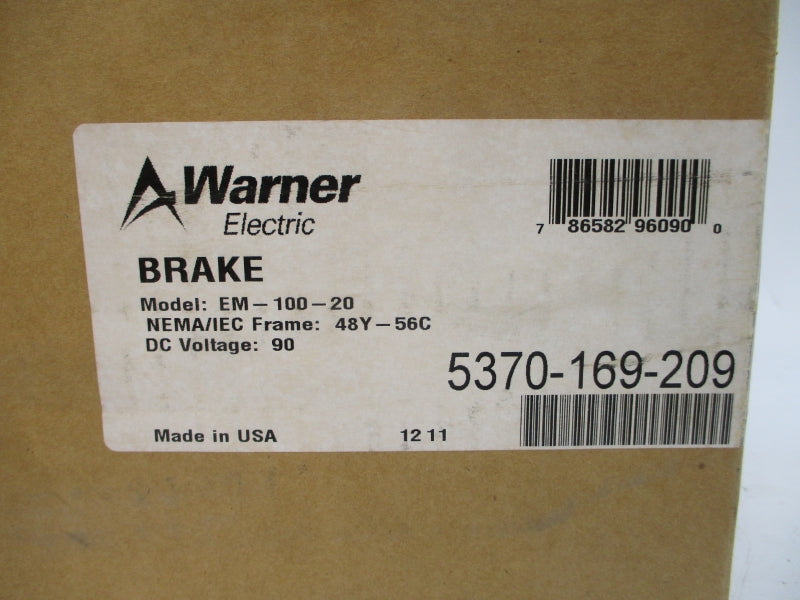 Warner
Electric
7 86582 96090 0
BRAKE
Model: EM-100-20
NEMA/IEC Frame: 48Y-56C
DC Voltage: 90
5370-169-209
Made in USA 12 11